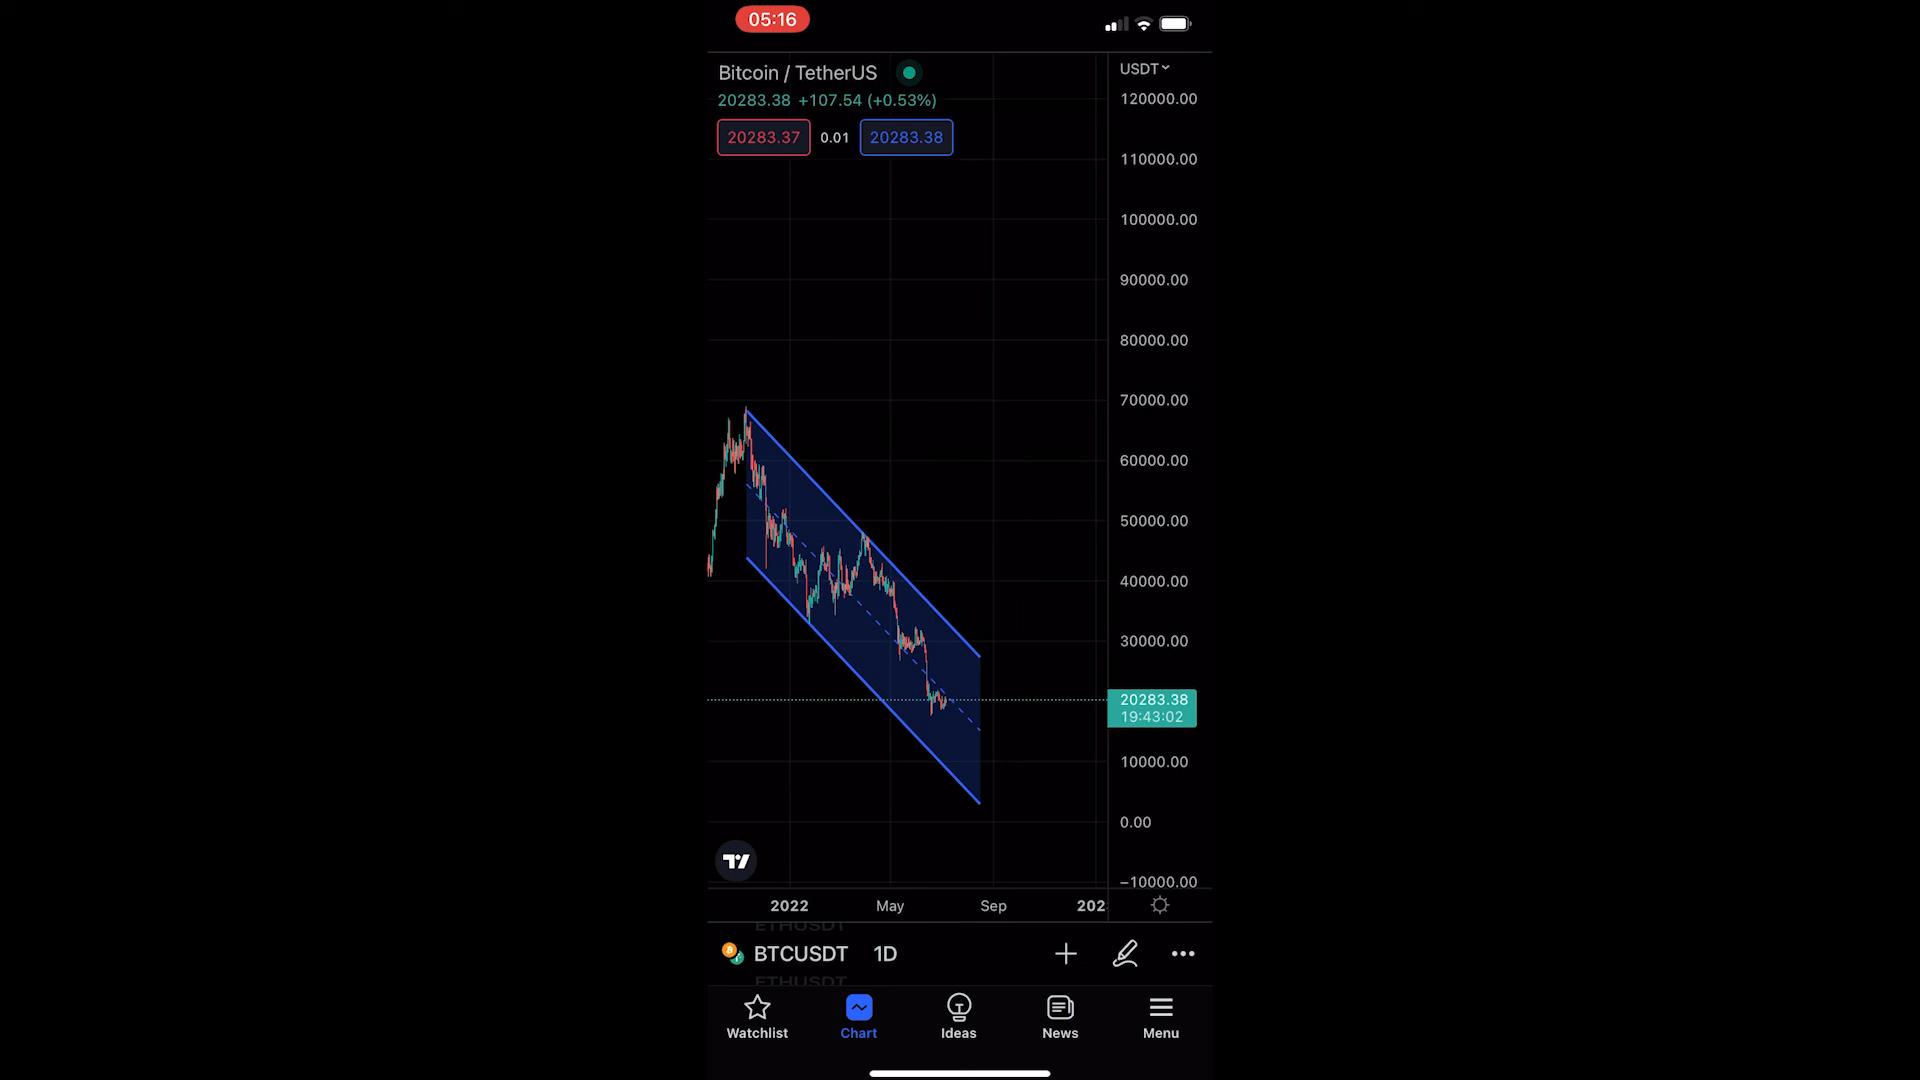 05:16
Bitcoin / TetherUS
USDT
20283.38 +107.54 (+0.53%)
20283.37 0.01 20283.38
120000.00
110000.00
100000.00
90000.00
80000.00
70000.00
60000.00
50000.00
40000.00
30000.00
20283.38
19:43:02
10000.00
0.00
−10000.00
2022 May Sep 202
ETHUSDT
BTCUSDT 1D
ETHUSDT
Watchlist Chart Ideas News Menu